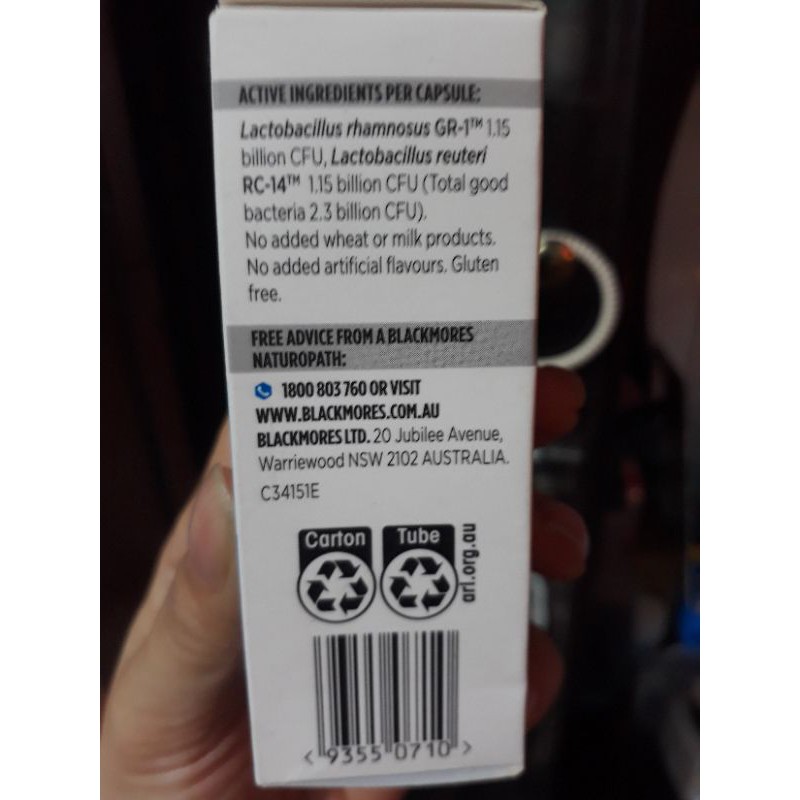 ACTIVE INGREDIENTS PER CAPSULE:
Lactobacillus rhamnosus GR-1™ 1.15
billion CFU, Lactobacillus reuteri
RC-14™ 1.15 billion CFU (Total good
bacteria 2.3 billion CFU).
No added wheat or milk products.
No added artificial flavours. Gluten
free.
FREE ADVICE FROM A BLACKMORES
NATUROPATH:
1800 803 760 OR VISIT
WWW.BLACKMORES.COM.AU
BLACKMORES LTD. 20 Jubilee Avenue,
Warriewood NSW 2102 AUSTRALIA.
C34151E
Carton Tube
arl.org.au
< 9355 0710 >